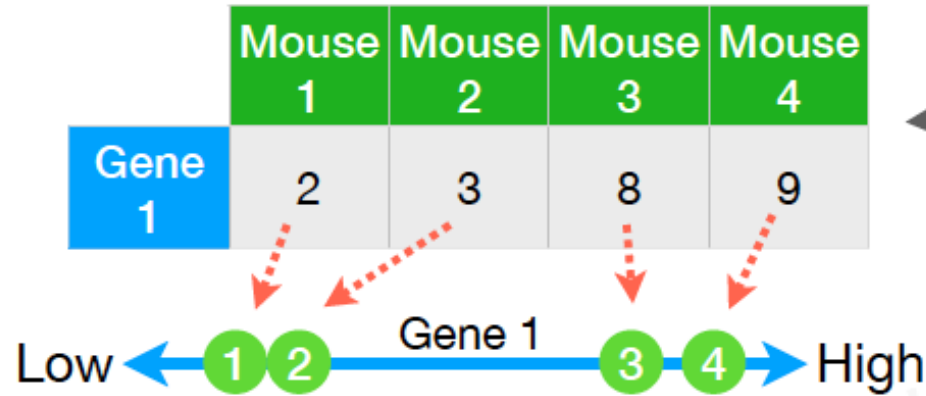 Mouse Mouse Mouse Mouse
1 2 3 4
Gene
1
2 3 8 9
Gene 1
Low 1 2 3 4 High